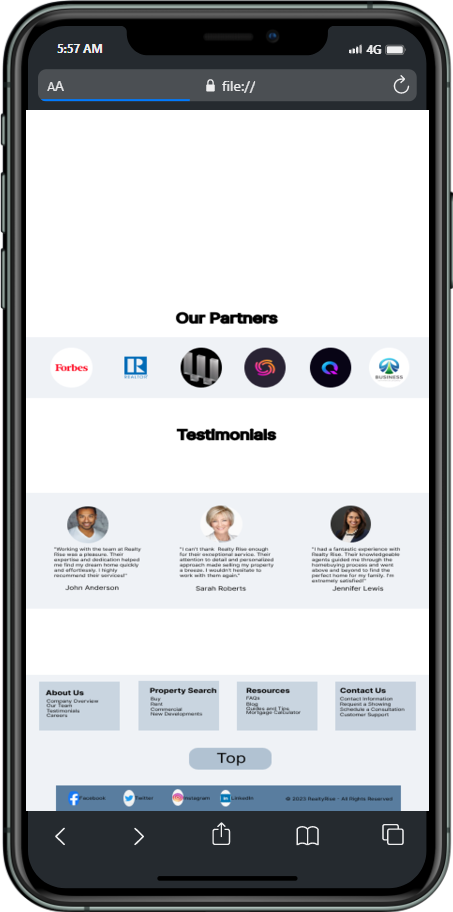 5:57 AM
4G
AA
file://
Our Partners
Forbes
R
REALTOR
BUSINESS
Testimonials
"Working with the team at Realty
Rise was a pleasure. Their
expertise and dedication helped
me find my dream home quickly
and effortlessly. I highly
recommend their services!"
John Anderson
"I can't thank Realty Rise enough
for their exceptional service. Their
attention to detail and personalized
approach made selling my property
a breeze. I wouldn't hesitate to
work with them again."
Sarah Roberts
"I had a fantastic experience with
Realty Rise. Their knowledgeable
agents guided me through the
homebuying process and went
above and beyond to find the
perfect home for my family. I'm
extremely satisfied!"
Jennifer Lewis
About Us
Company Overview
Our Team
Testimonials
Careers
Property Search
Buy
Rent
Commercial
New Developments
Resources
FAQs
Blog
Guides and Tips
Mortgage Calculator
Contact Us
Contact Information
Request a Showing
Schedule a Consultation
Customer Support
Top
Facebook
Twitter
Instagram
LinkedIn
© 2023 RealtyRise - All Rights Reserved